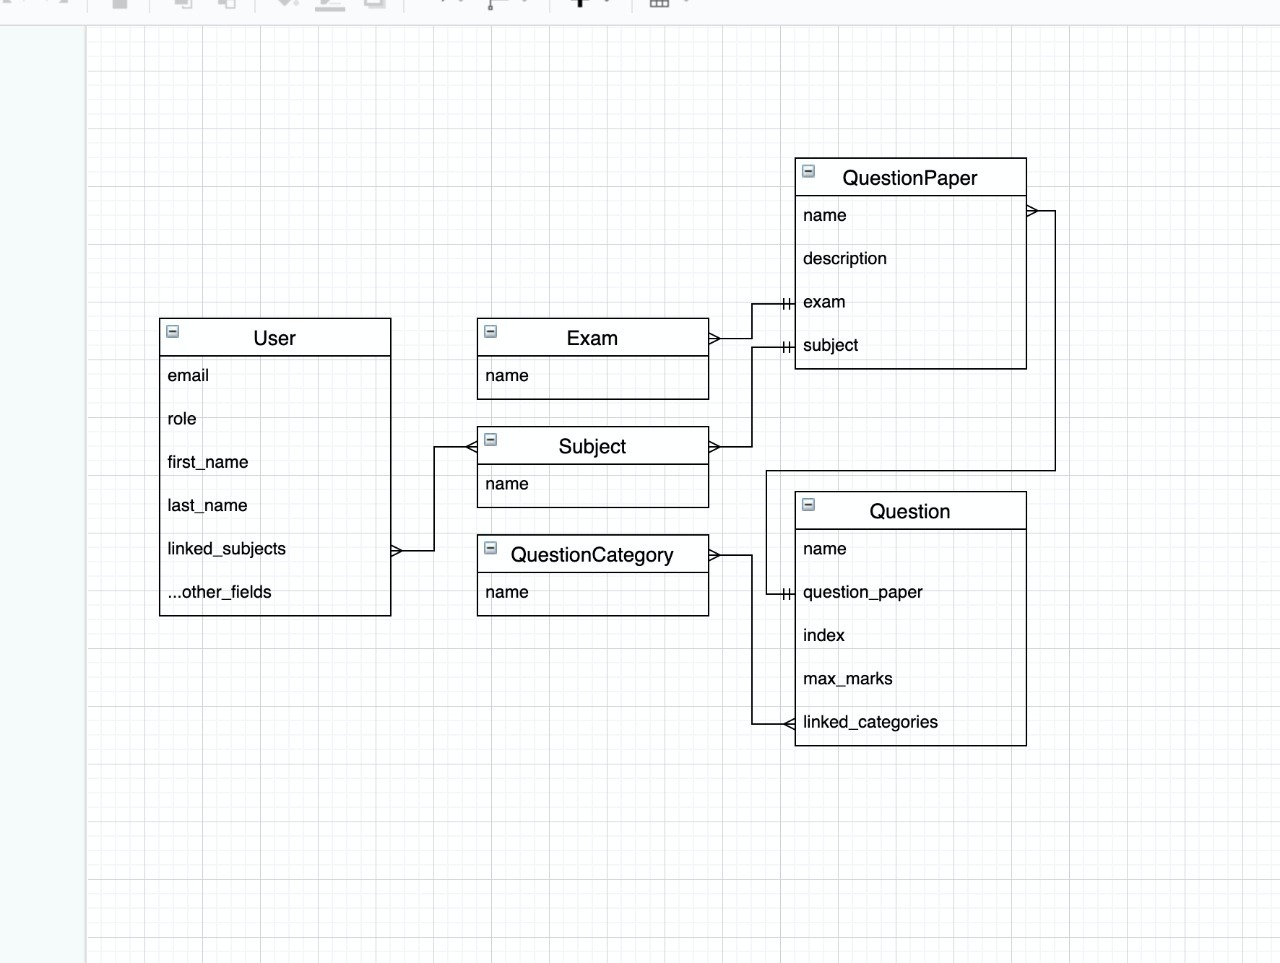 User
email
role
first_name
last_name
linked_subjects
...other_fields
Exam
name
Subject
name
QuestionCategory
name
QuestionPaper
name
description
exam
subject
Question
name
question_paper
index
max_marks
linked_categories